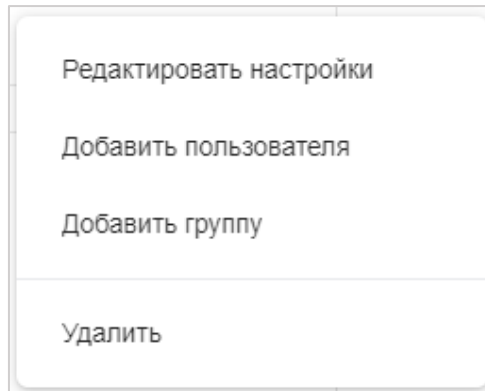 Редактировать настройки
Добавить пользователя
Добавить группу
Удалить